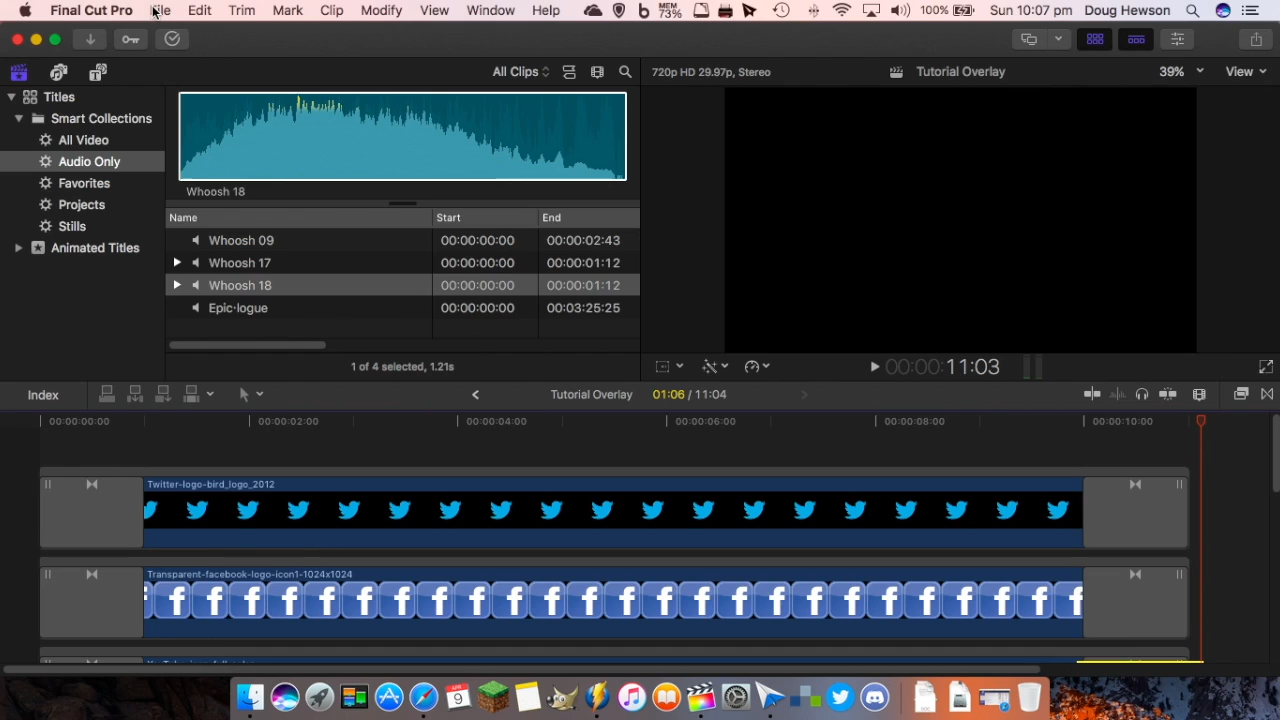 Final Cut Pro File Edit Trim Mark Clip Modify View Window Help MEM 73% 100% Sun 10:07 pm Doug Hewson
All Clips 720p HD 29.97p, Stereo Tutorial Overlay 39% View
Titles
Smart Collections
All Video
Audio Only
Favorites
Projects
Stills
Animated Titles
Whoosh 18
Name Start End
Whoosh 09 00:00:00:00 00:00:02:43
Whoosh 17 00:00:00:00 00:00:01:12
Whoosh 18 00:00:00:00 00:00:01:12
Epic·logue 00:00:00:00 00:03:25:25
1 of 4 selected, 1.21s 00:00:11:03
Index Tutorial Overlay 01:06 / 11:04
00:00:00:00 00:00:02:00 00:00:04:00 00:00:06:00 00:00:08:00 00:00:10:00
Twitter-logo-bird_logo_2012
Transparent-facebook-logo-icon1-1024x1024
APR
9